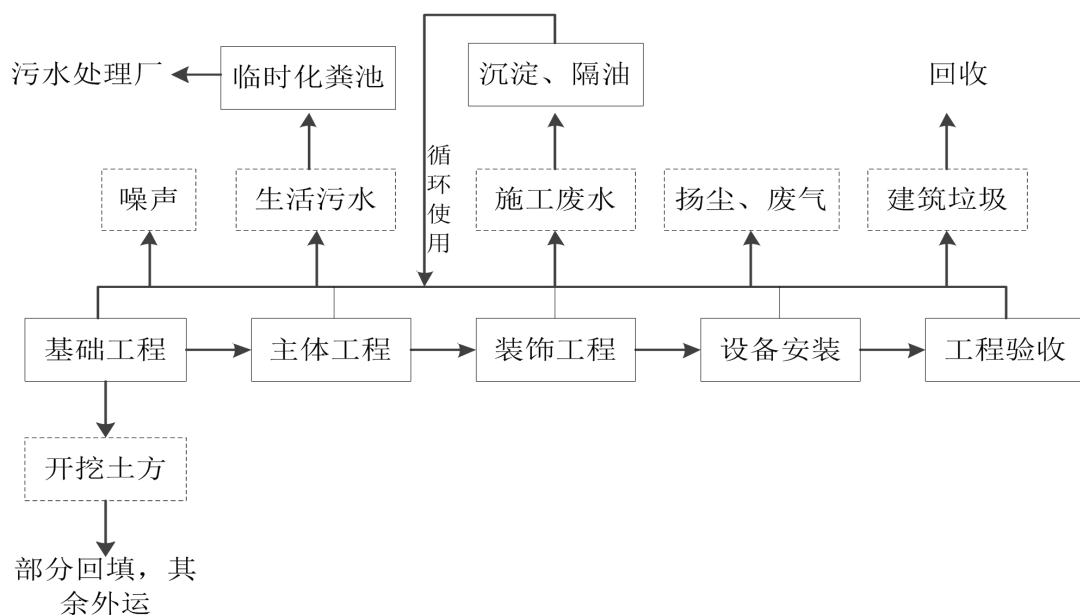 污水处理厂
临时化粪池
沉淀、隔油
回收
循环使用
噪声
生活污水
施工废水
扬尘、废气
建筑垃圾
基础工程
主体工程
装饰工程
设备安装
工程验收
开挖土方
部分回填，其
余外运